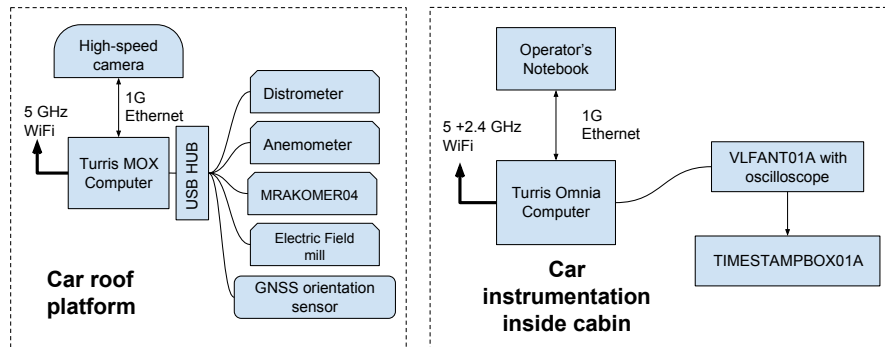 High-speed
camera
1G
Ethernet
5 GHz
WiFi
Turris MOX
Computer
USB HUB
Distrometer
Anemometer
MRAKOMER04
Electric Field
mill
GNSS orientation
sensor
Car roof
platform
Operator's
Notebook
1G
Ethernet
5 +2.4 GHz
WiFi
Turris Omnia
Computer
VLFANT01A with
oscilloscope
TIMESTAMPBOX01A
Car
instrumentation
inside cabin